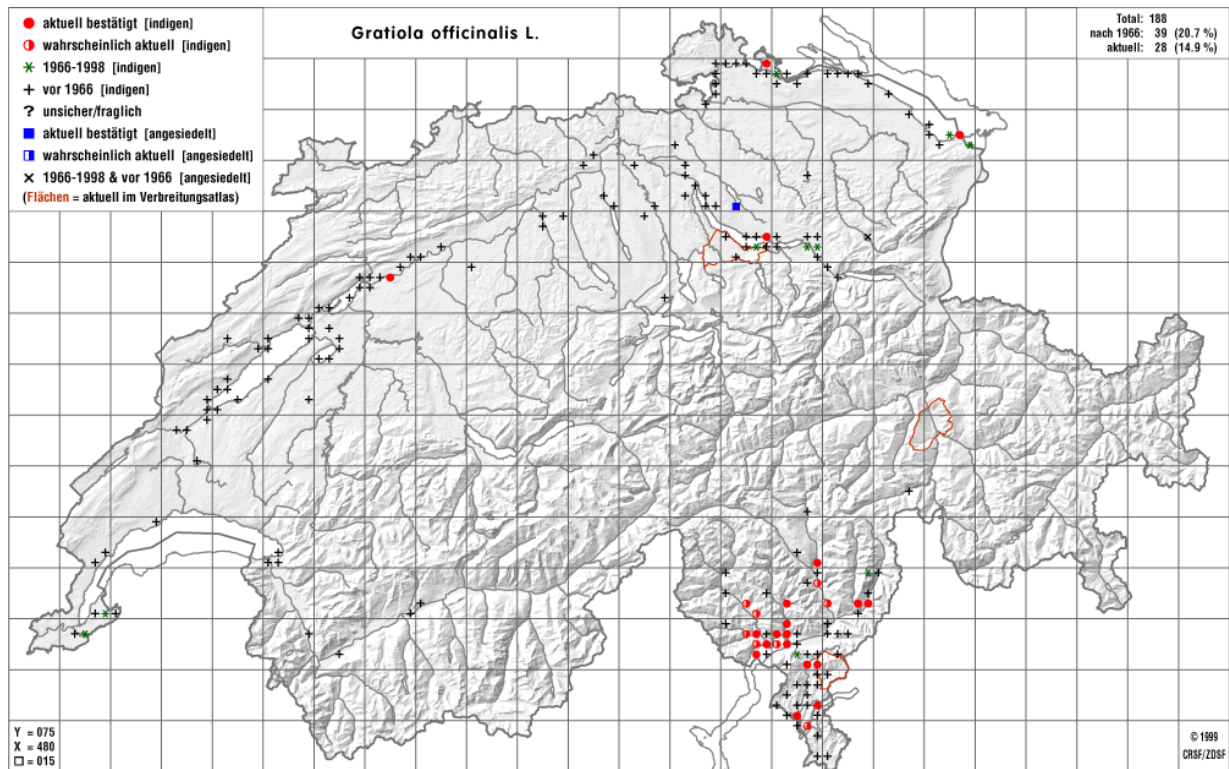 Gratiola officinalis L.
aktuell bestätigt [indigen]
wahrscheinlich aktuell [indigen]
1966-1998 [indigen]
vor 1966 [indigen]
? unsicher/fraglich
aktuell bestätigt [angesiedelt]
wahrscheinlich aktuell [angesiedelt]
1966-1998 & vor 1966 [angesiedelt]
(Flächen = aktuell im Verbreitungsatlas)
Total: 188
nach 1966: 39 (20.7 %)
aktuell: 28 (14.9 %)
Y = 075
X = 480
□ = 015
© 1999
CRSF/ZDSF